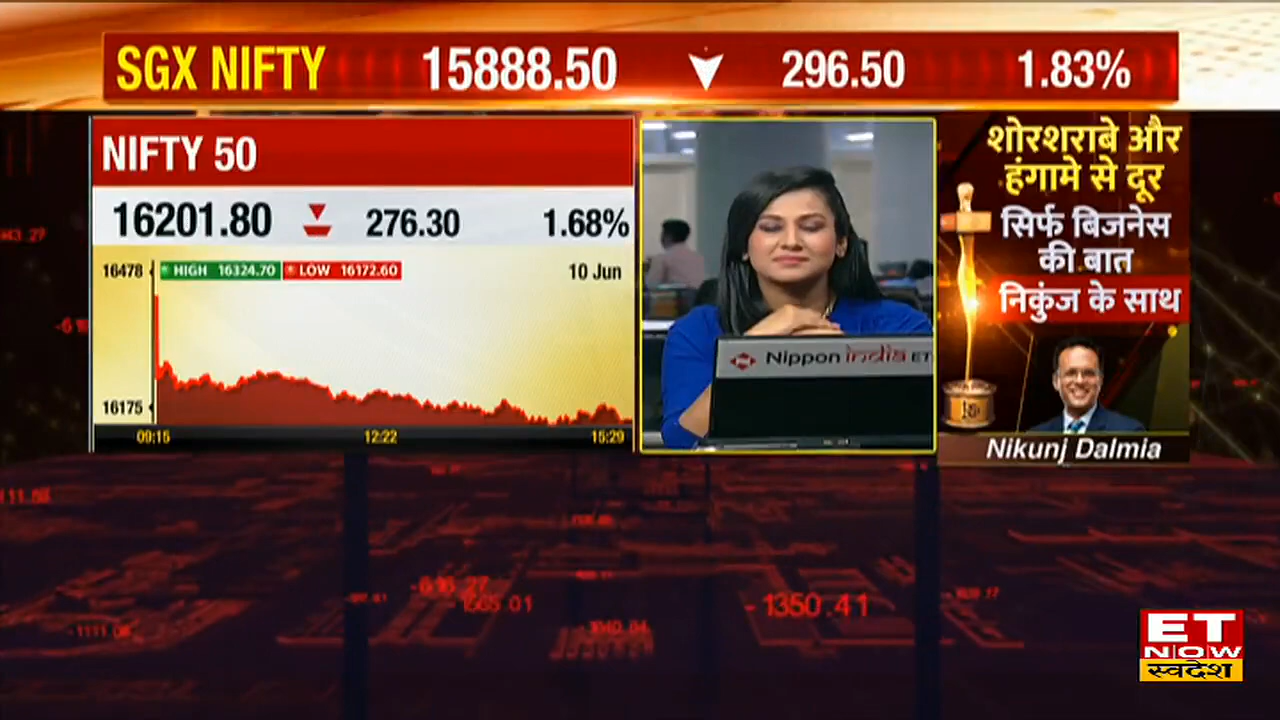 SGX NIFTY 15888.50 296.50 1.83%
NIFTY 50
16201.80 276.30 1.68%
16478 HIGH 16324.70 LOW 16172.60 10 Jun
16175
09:15 12:22 15:29
Nippon india ET
शोरशराबे और
हंगामे से दूर
सिर्फ बिजनेस
की बात
निकुंज के साथ
Nikunj Dalmia
-1350.41
ET
NOW
स्वदेश